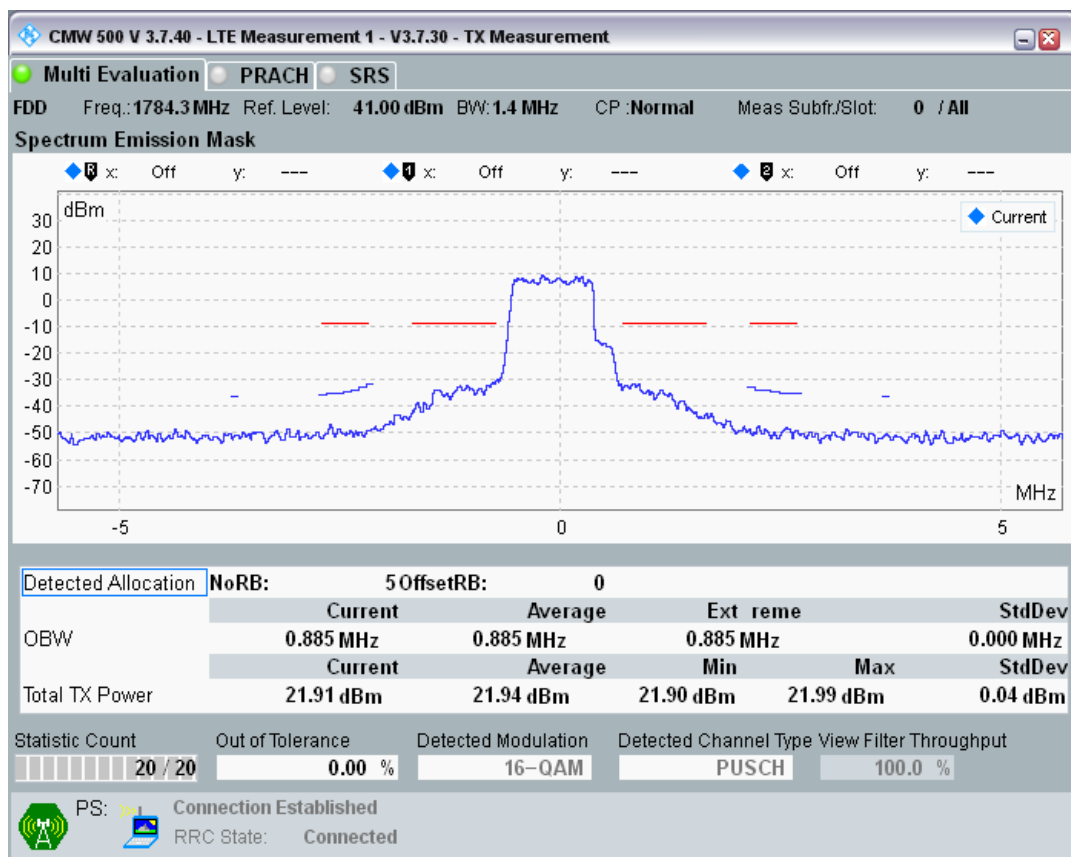 CMW 500 V 3.7.40 - LTE Measurement 1 - V3.7.30 - TX Measurement
Multi Evaluation PRACH SRS
FDD Freq.: 1784.3 MHz Ref. Level: 41.00 dBm BW: 1.4 MHz CP :Normal Meas Subfr./Slot: 0 / All
Spectrum Emission Mask
R x: Off y: --- 1 x: Off y: --- 2 x: Off y: ---
dBm
Current
30
20
10
0
-10
-20
-30
-40
-50
-60
-70
MHz
-5 0 5
Detected Allocation NoRB: 5 OffsetRB: 0
Current Average Ext reme StdDev
OBW 0.885 MHz 0.885 MHz 0.885 MHz 0.000 MHz
Current Average Min Max StdDev
Total TX Power 21.91 dBm 21.94 dBm 21.90 dBm 21.99 dBm 0.04 dBm
Statistic Count Out of Tolerance Detected Modulation Detected Channel Type View Filter Throughput
20 / 20 0.00 % 16-QAM PUSCH 100.0 %
PS: Connection Established
RRC State: Connected